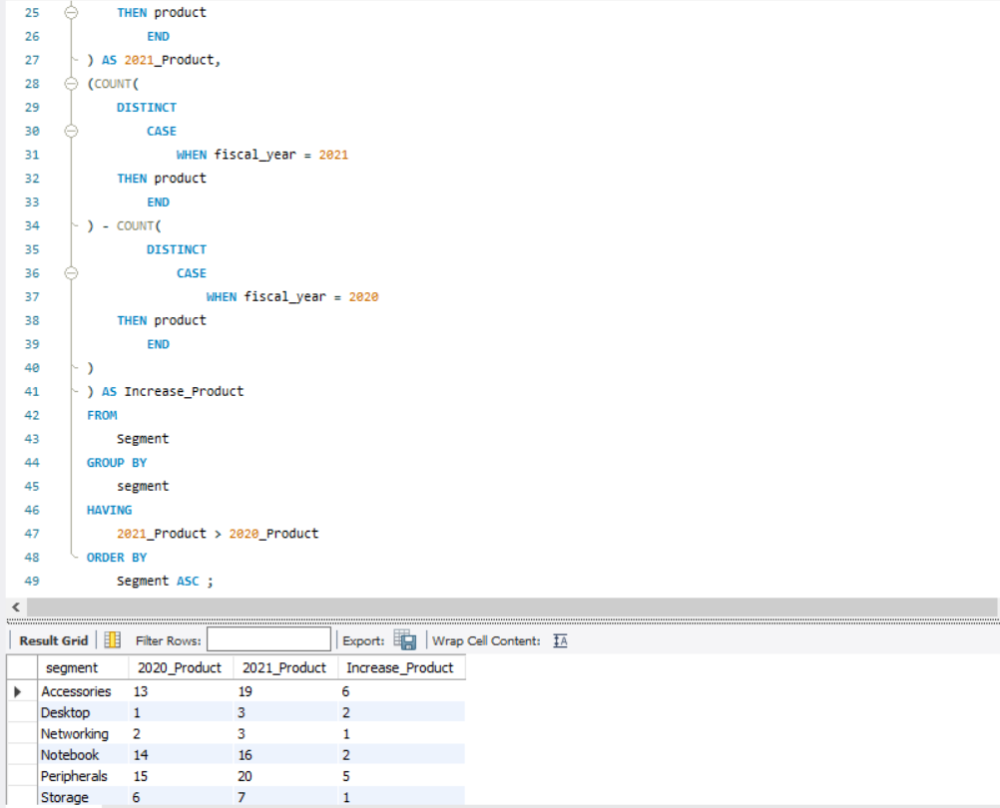 25 THEN product
26 END
27 ) AS 2021_Product,
28 (COUNT(
29 DISTINCT
30 CASE
31 WHEN fiscal_year = 2021
32 THEN product
33 END
34 ) - COUNT(
35 DISTINCT
36 CASE
37 WHEN fiscal_year = 2020
38 THEN product
39 END
40 )
41 ) AS Increase_Product
42 FROM
43 Segment
44 GROUP BY
45 segment
46 HAVING
47 2021_Product > 2020_Product
48 ORDER BY
49 Segment ASC ;
Result Grid Filter Rows: Export: Wrap Cell Content: IA
segment 2020_Product 2021_Product Increase_Product
Accessories 13 19 6
Desktop 1 3 2
Networking 2 3 1
Notebook 14 16 2
Peripherals 15 20 5
Storage 6 7 1